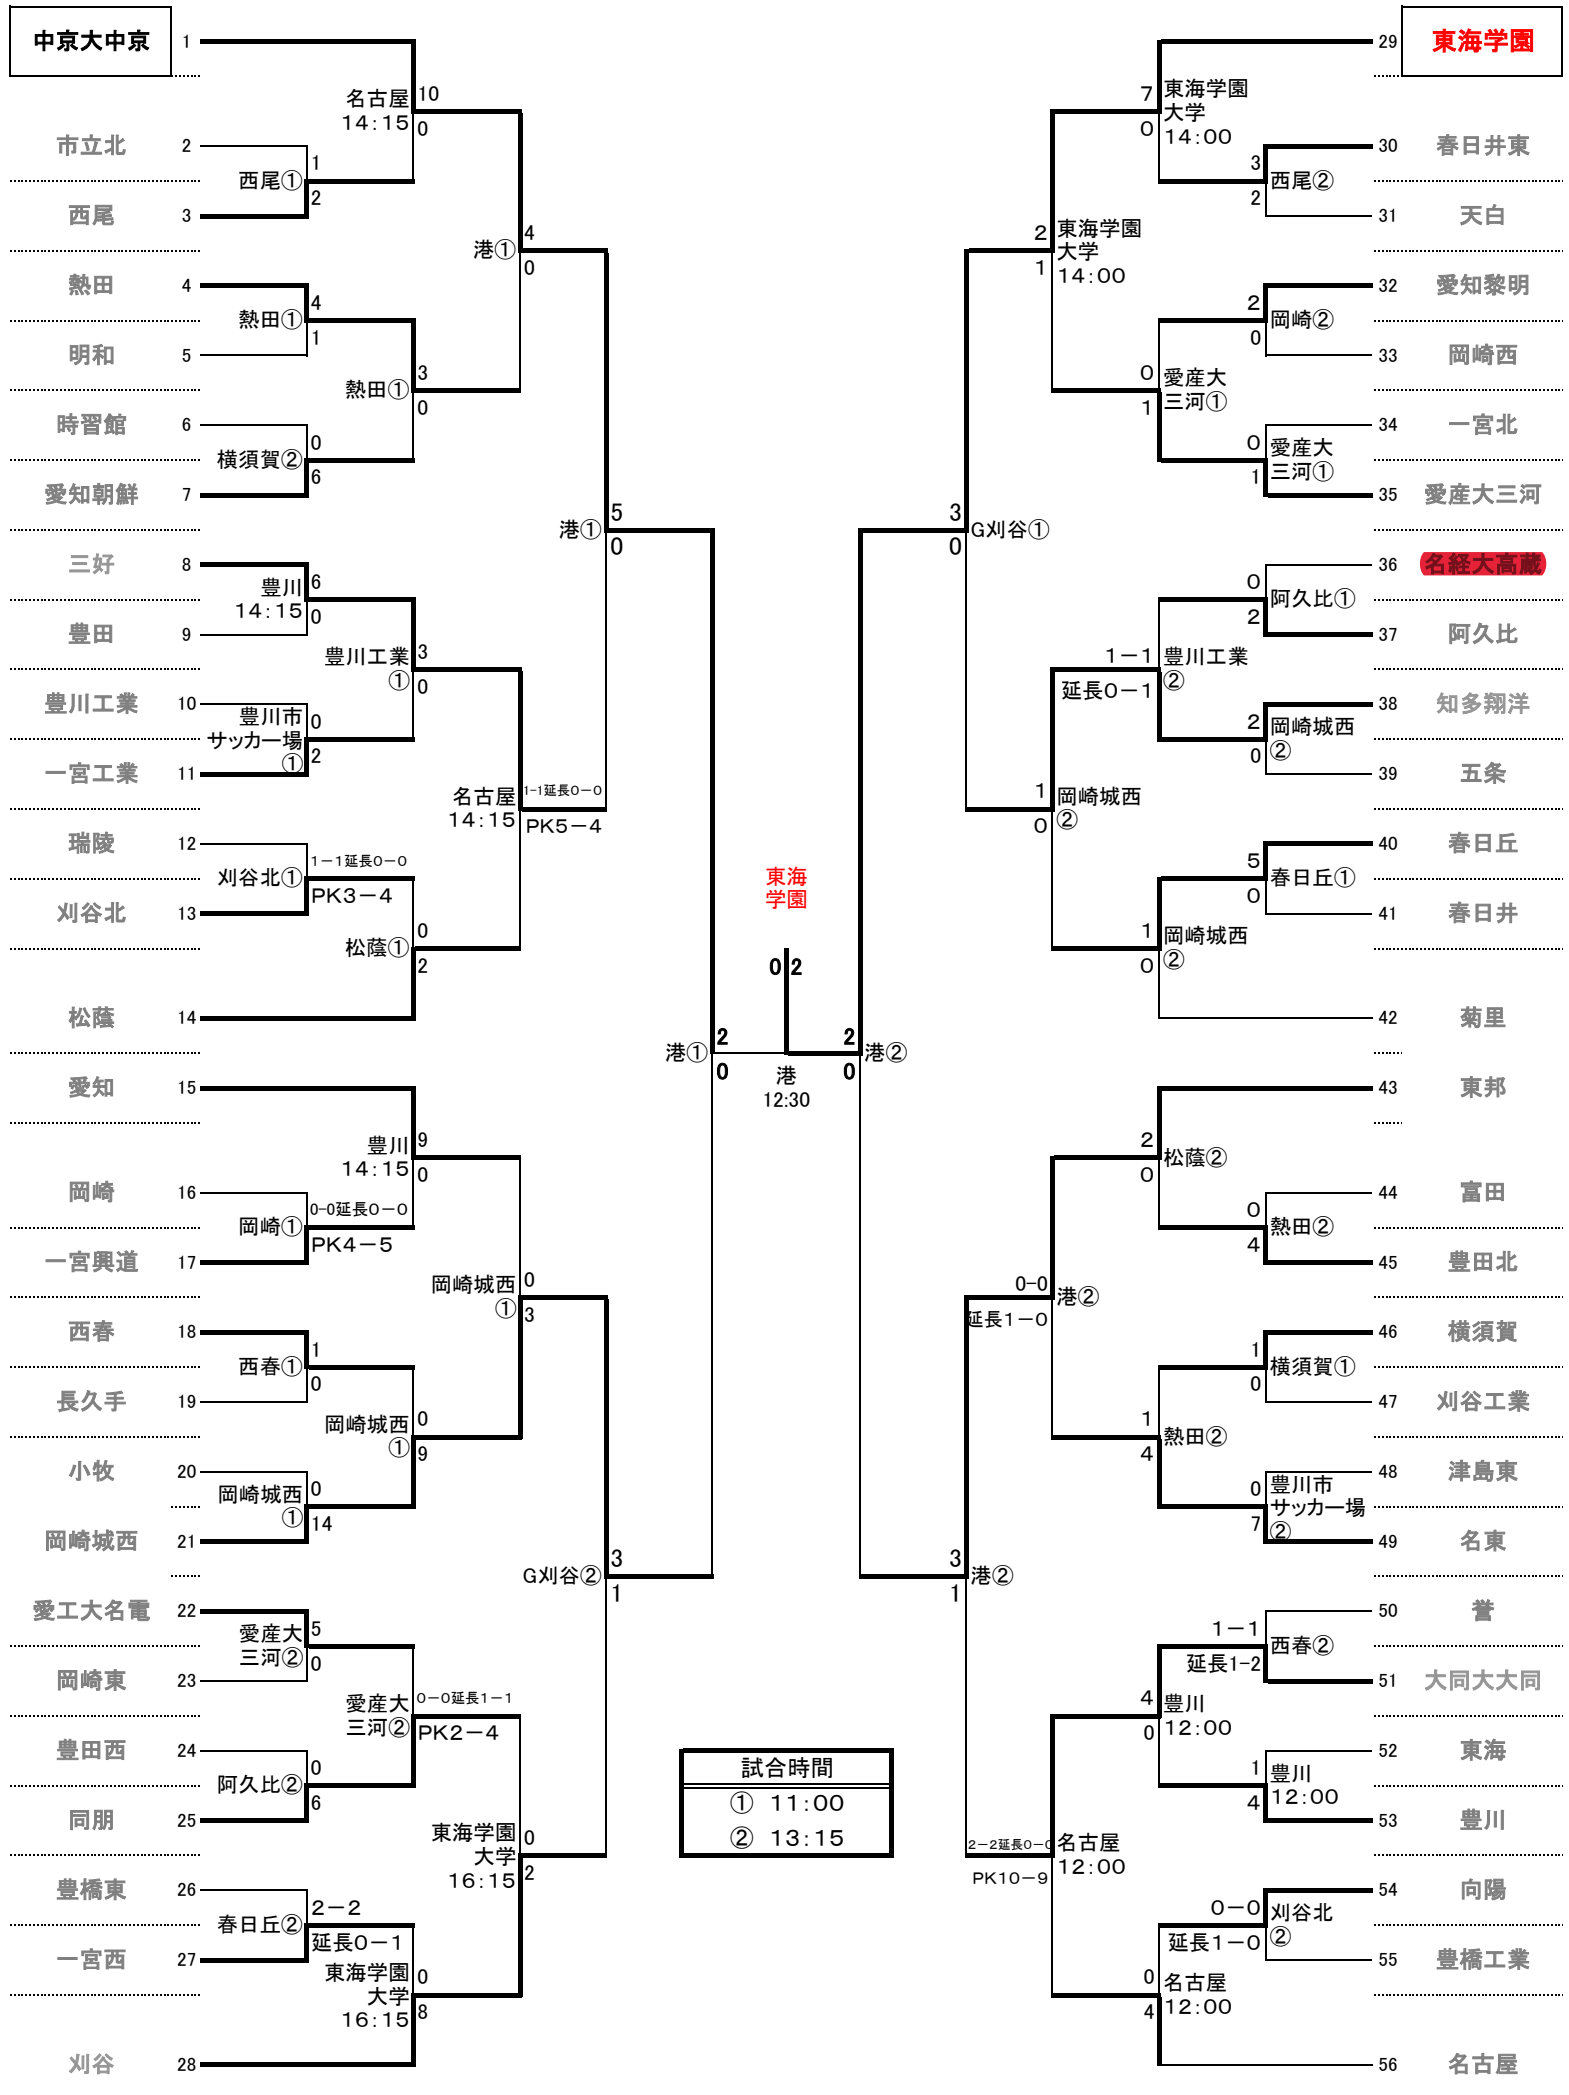 中京大中京 1
29 東海学園
名古屋 10
14:15 0
7 東海学園
大学
0 14:00
市立北 2
1
西尾① 2
西尾 3
30 春日井東
3
西尾②
2
31 天白
4
港①
0
2 東海学園
大学
1 14:00
熱田 4
4
熱田①
1
明和 5
32 愛知黎明
2
岡崎②
0
33 岡崎西
3
熱田①
0
0 愛産大
1 三河①
時習館 6
0
横須賀②
6
愛知朝鮮 7
34 一宮北
0 愛産大
1 三河①
35 愛産大三河
5
港①
0
3
G刈谷①
0
三好 8
豊川 6
14:15 0
豊田 9
36 名経大高蔵
0
阿久比①
2
37 阿久比
豊川工業 3
① 0
1－1 豊川工業
延長0－1 ②
豊川工業 10
豊川市 0
サッカー場
① 2
一宮工業 11
38 知多翔洋
2 岡崎城西
0 ②
39 五条
名古屋 1-1延長0－0
14:15 PK5－4
1 岡崎城西
0 ②
瑞陵 12
1－1延長0－0
刈谷北①
PK3－4
刈谷北 13
40 春日丘
5
春日丘①
0
41 春日井
東海
学園
0
松蔭①
2
1 岡崎城西
0 ②
0 2
松蔭 14
42 菊里
2
港①
0
2
港②
0
港
12:30
愛知 15
43 東邦
豊川 9
14:15 0
2
松蔭②
0
岡崎 16
0-0延長0－0
岡崎①
PK4－5
一宮興道 17
44 富田
0
熱田②
4
45 豊田北
岡崎城西 0
① 3
0-0
港②
延長1－0
西春 18
1
西春①
0
長久手 19
46 横須賀
1
横須賀①
0
47 刈谷工業
岡崎城西 0
① 9
1
熱田②
4
小牧 20
岡崎城西 0
① 14
岡崎城西 21
48 津島東
0 豊川市
サッカー場
7 ②
49 名東
3
G刈谷②
1
3
港②
1
愛工大名電 22
愛産大 5
三河② 0
岡崎東 23
50 誉
1－1
西春②
延長1-2
51 大同大大同
愛産大 0－0延長1－1
三河② PK2－4
4 豊川
0 12:00
豊田西 24
0
阿久比②
6
同朋 25
52 東海
1 豊川
4 12:00
53 豊川
試合時間
① 11:00
② 13:15
東海学園 0
大学
16:15 2
2－2延長0－0 名古屋
12:00
PK10－9
豊橋東 26
2－2
春日丘②
延長0－1
一宮西 27
54 向陽
0－0 刈谷北
延長1－0 ②
55 豊橋工業
東海学園 0
大学
16:15 8
0 名古屋
4 12:00
刈谷 28
56 名古屋